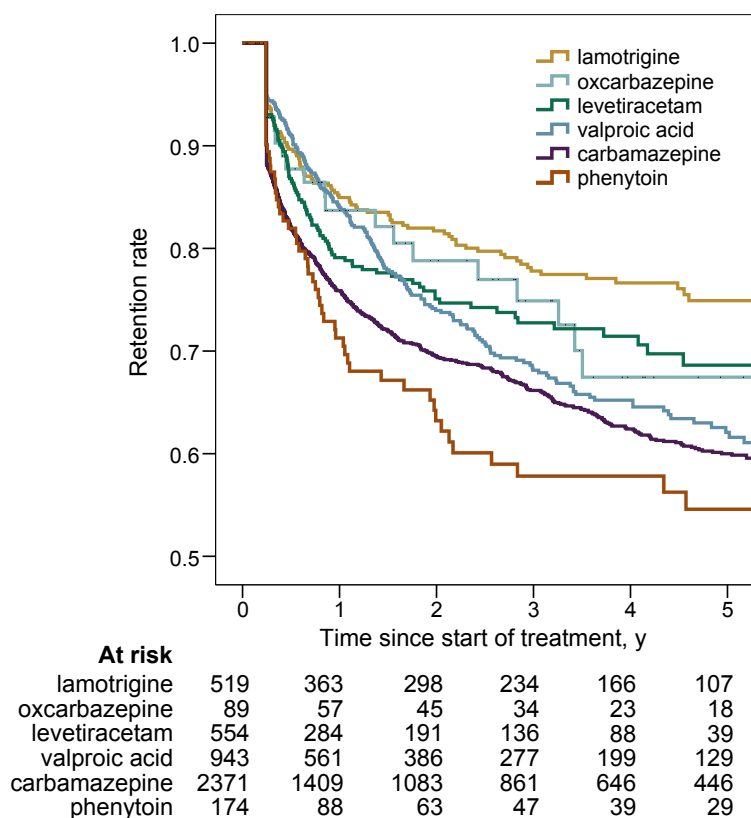 1.0
0.9
0.8
0.7
0.6
0.5
Retention rate
lamotrigine
oxcarbazepine
levetiracetam
valproic acid
carbamazepine
phenytoin
0 1 2 3 4 5
Time since start of treatment, y
At risk
lamotrigine 519 363 298 234 166 107
oxcarbazepine 89 57 45 34 23 18
levetiracetam 554 284 191 136 88 39
valproic acid 943 561 386 277 199 129
carbamazepine 2371 1409 1083 861 646 446
phenytoin 174 88 63 47 39 29